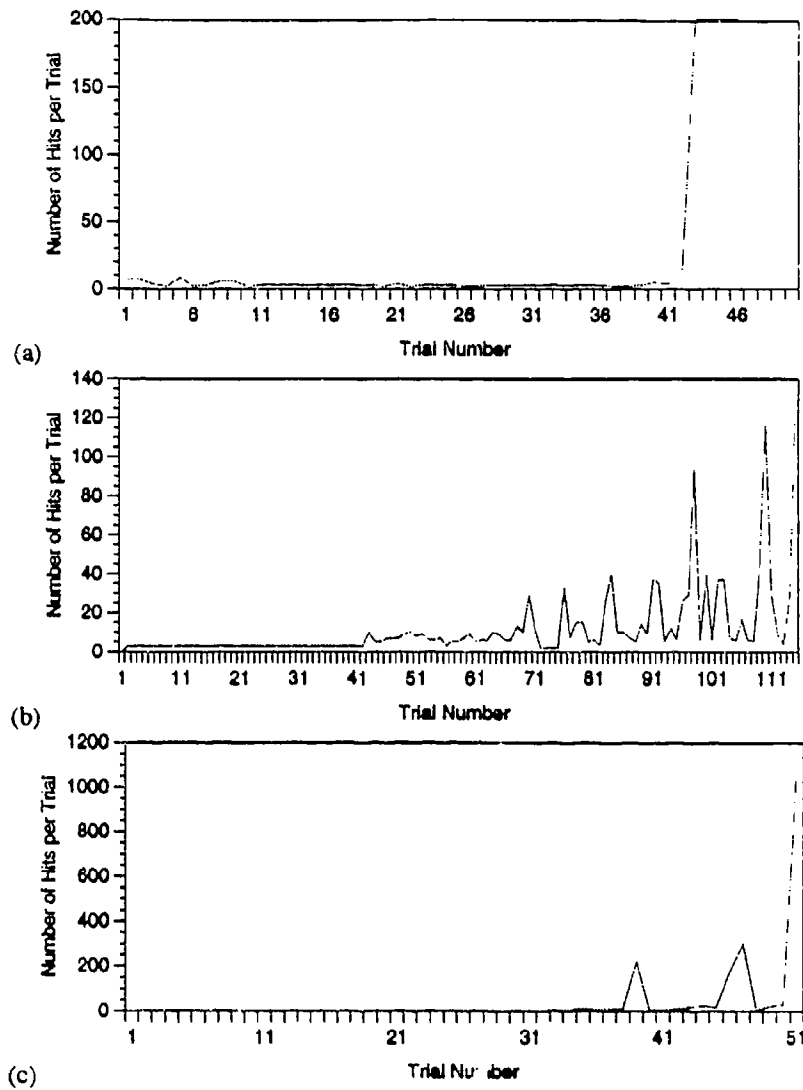 200
150
100
50
0
Number of Hits per Trial
1 6 11 16 21 26 31 36 41 46
Trial Number
(a)
140
120
100
80
60
40
20
0
Number of Hits per Trial
1 11 21 31 41 51 61 71 81 91 101 111
Trial Number
(b)
1200
1000
800
600
400
200
0
Number of Hits per Trial
1 11 21 31 41 51
Trial Number
(c)